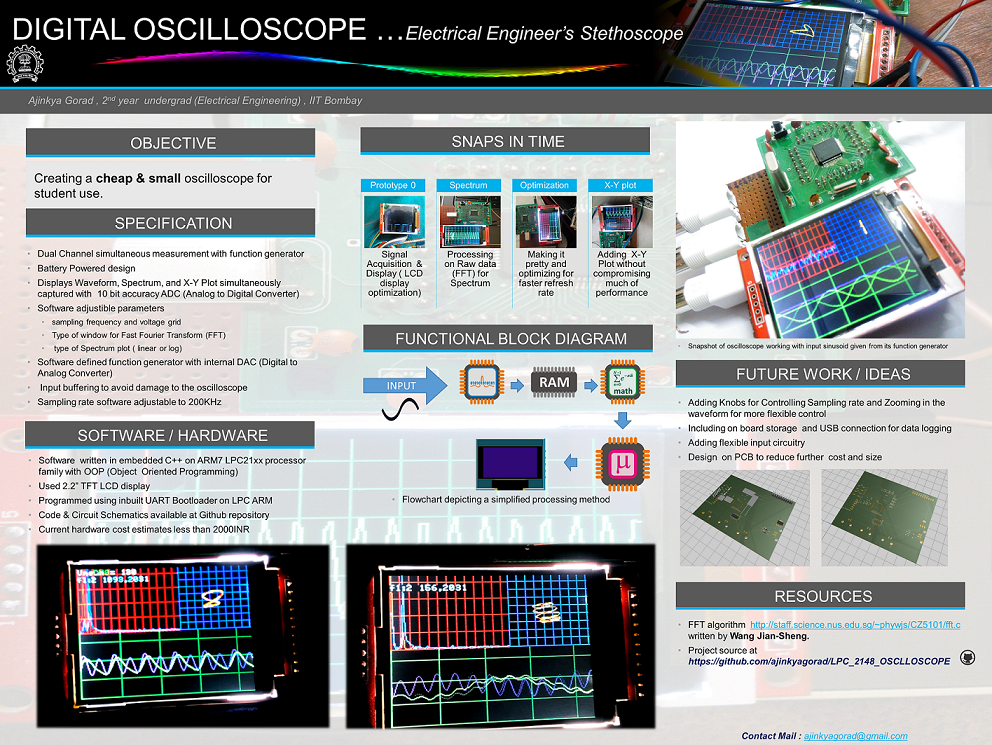 DIGITAL OSCILLOSCOPE …Electrical Engineer's Stethoscope
Ajinkya Gorad , 2nd year undergrad (Electrical Engineering) , IIT Bombay
OBJECTIVE
Creating a cheap & small oscilloscope for
student use.
SPECIFICATION
Dual Channel simultaneous measurement with function generator
Battery Powered design
Displays Waveform, Spectrum, and X-Y Plot simultaneously
captured with 10 bit accuracy ADC (Analog to Digital Converter)
Software adjustible parameters
sampling frequency and voltage grid
Type of window for Fast Fourier Transform (FFT)
type of Spectrum plot ( linear or log)
Software defined function generator with internal DAC (Digital to
Analog Converter)
Input buffering to avoid damage to the oscilloscope
Sampling rate software adjustable to 200KHz
SOFTWARE / HARDWARE
Software written in embedded C++ on ARM7 LPC21xx processor
family with OOP (Object Oriented Programming)
Used 2.2" TFT LCD display
Programmed using inbuilt UART Bootloader on LPC ARM
Code & Circuit Schematics available at Github repository
Current hardware cost estimates less than 2000INR
F1:2 1093,2031
SNAPS IN TIME
Prototype 0
Signal
Acquisition &
Display ( LCD
display
optimization)
Spectrum
Processing
on Raw data
(FFT) for
Spectrum
Optimization
Making it
pretty and
optimizing for
faster refresh
rate
X-Y plot
Adding X-Y
Plot without
compromising
much of
performance
FUNCTIONAL BLOCK DIAGRAM
INPUT
RAM
math
μ
Flowchart depicting a simplified processing method
F1:2 166,2031
Snapshot of oscilloscope working with input sinusoid given from its function generator
FUTURE WORK / IDEAS
Adding Knobs for Controlling Sampling rate and Zooming in the
waveform for more flexible control
Including on board storage and USB connection for data logging
Adding flexible input circuitry
Design on PCB to reduce further cost and size
RESOURCES
FFT algorithm http://staff.science.nus.edu.sg/~phywjs/CZ5101/fft.c
written by Wang Jian-Sheng.
Project source at
https://github.com/ajinkyagorad/LPC_2148_OSCLLOSCOPE
Contact Mail : ajinkyagorad@gmail.com